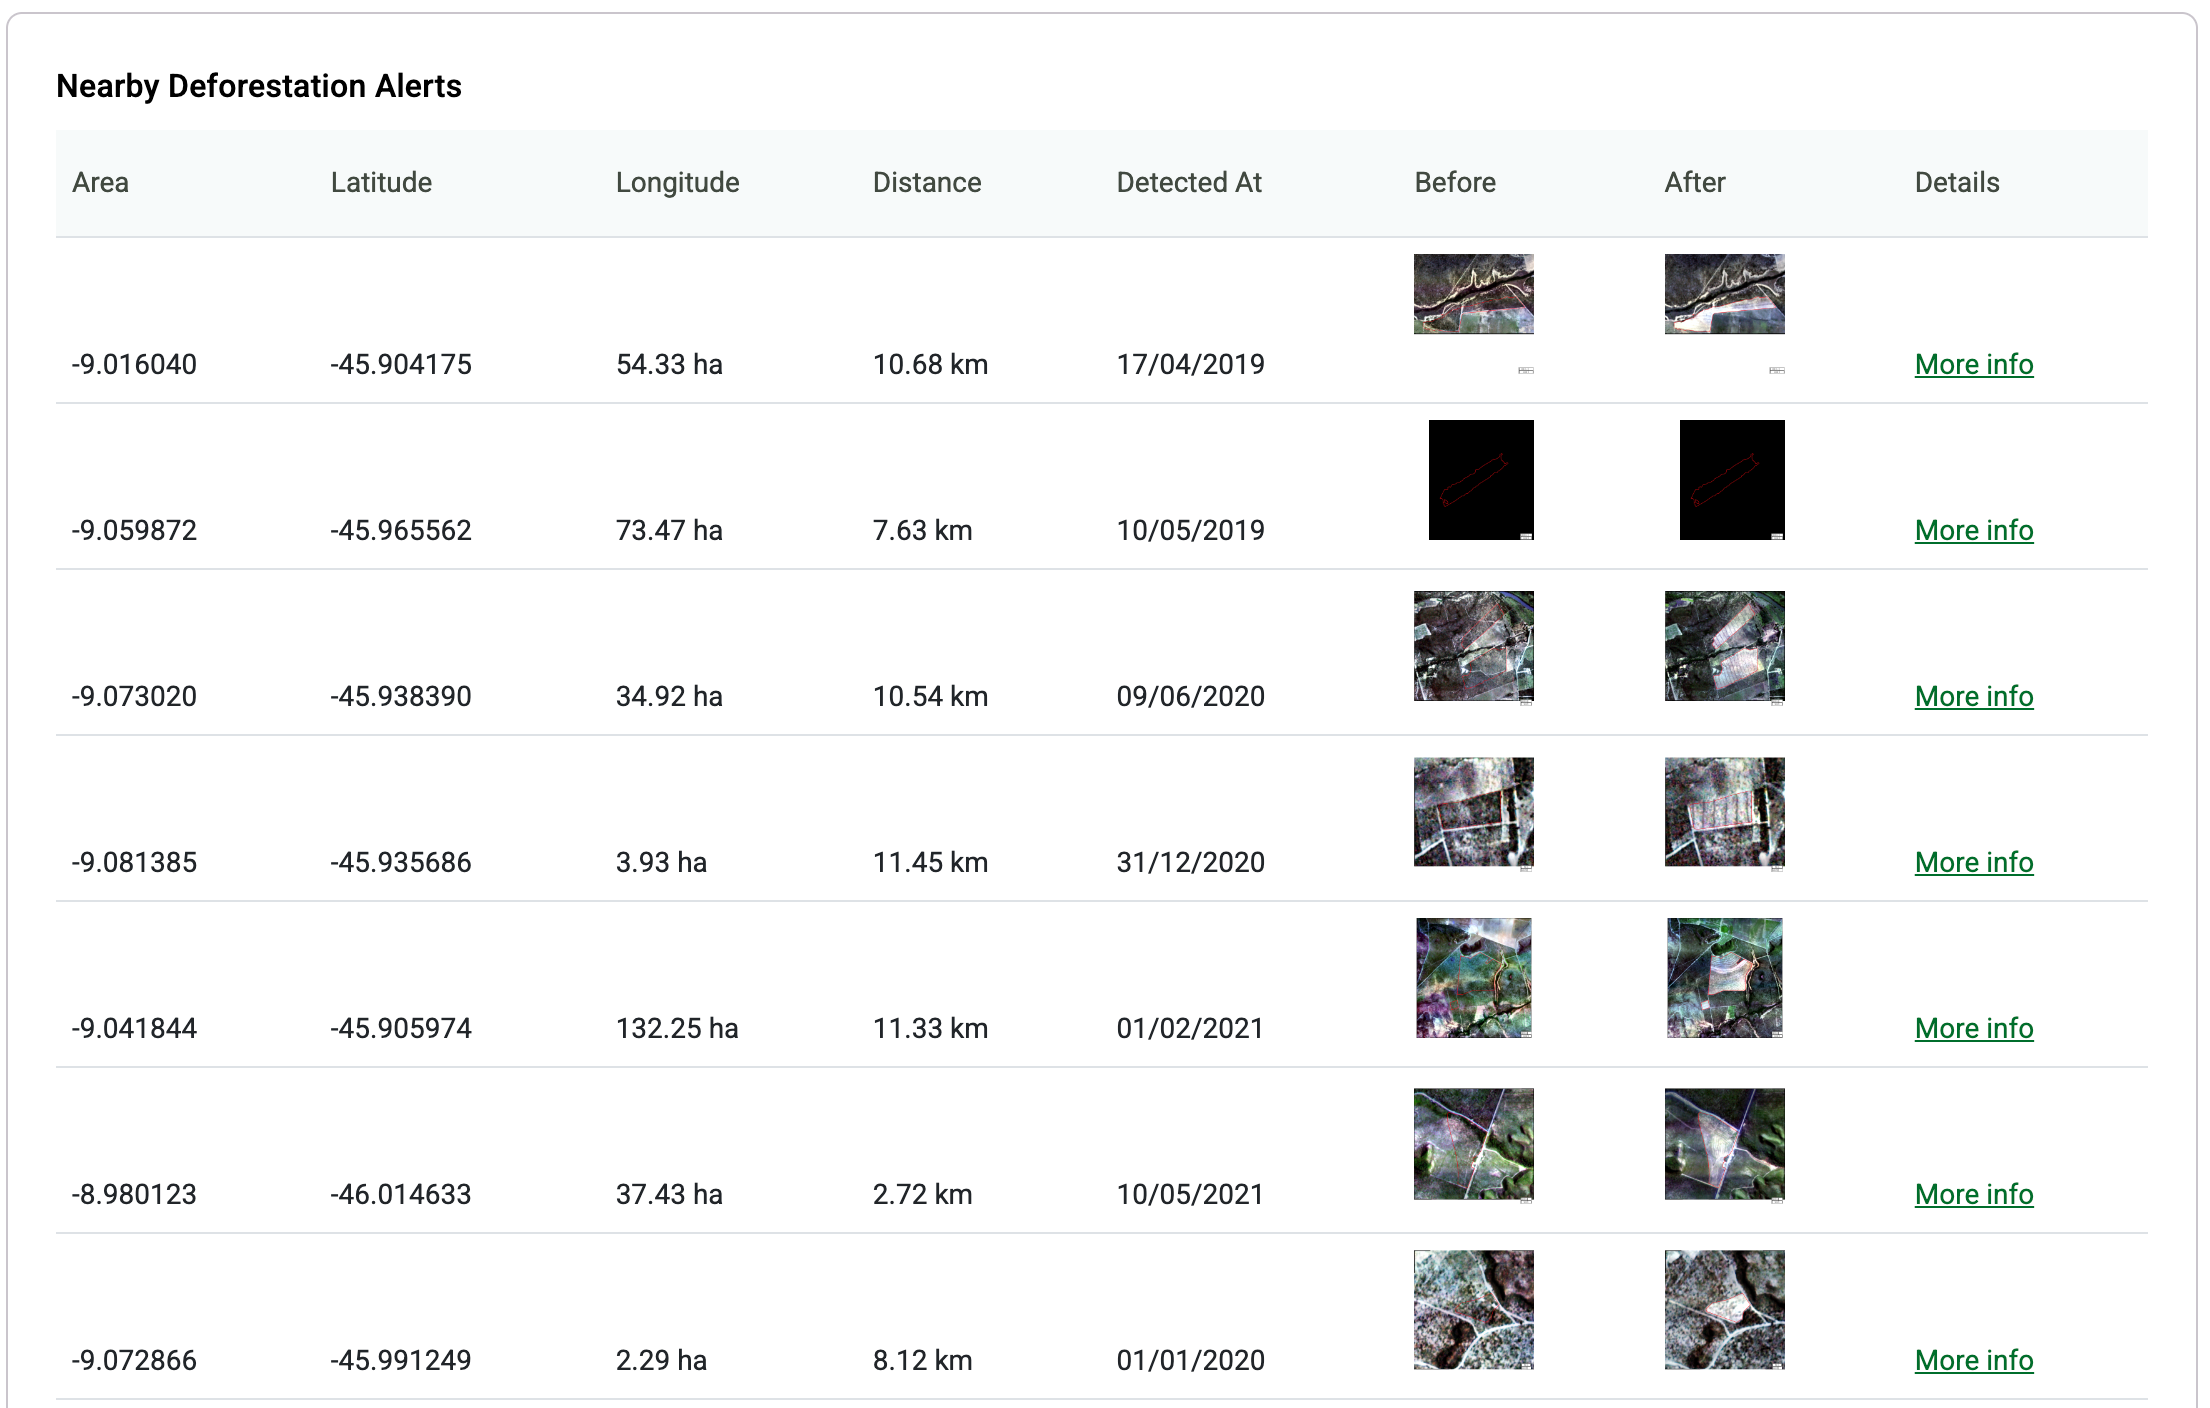 Nearby Deforestation Alerts
Area Latitude Longitude Distance Detected At Before After Details
-9.016040 -45.904175 54.33 ha 10.68 km 17/04/2019 More info
-9.059872 -45.965562 73.47 ha 7.63 km 10/05/2019 More info
-9.073020 -45.938390 34.92 ha 10.54 km 09/06/2020 More info
-9.081385 -45.935686 3.93 ha 11.45 km 31/12/2020 More info
-9.041844 -45.905974 132.25 ha 11.33 km 01/02/2021 More info
-8.980123 -46.014633 37.43 ha 2.72 km 10/05/2021 More info
-9.072866 -45.991249 2.29 ha 8.12 km 01/01/2020 More info